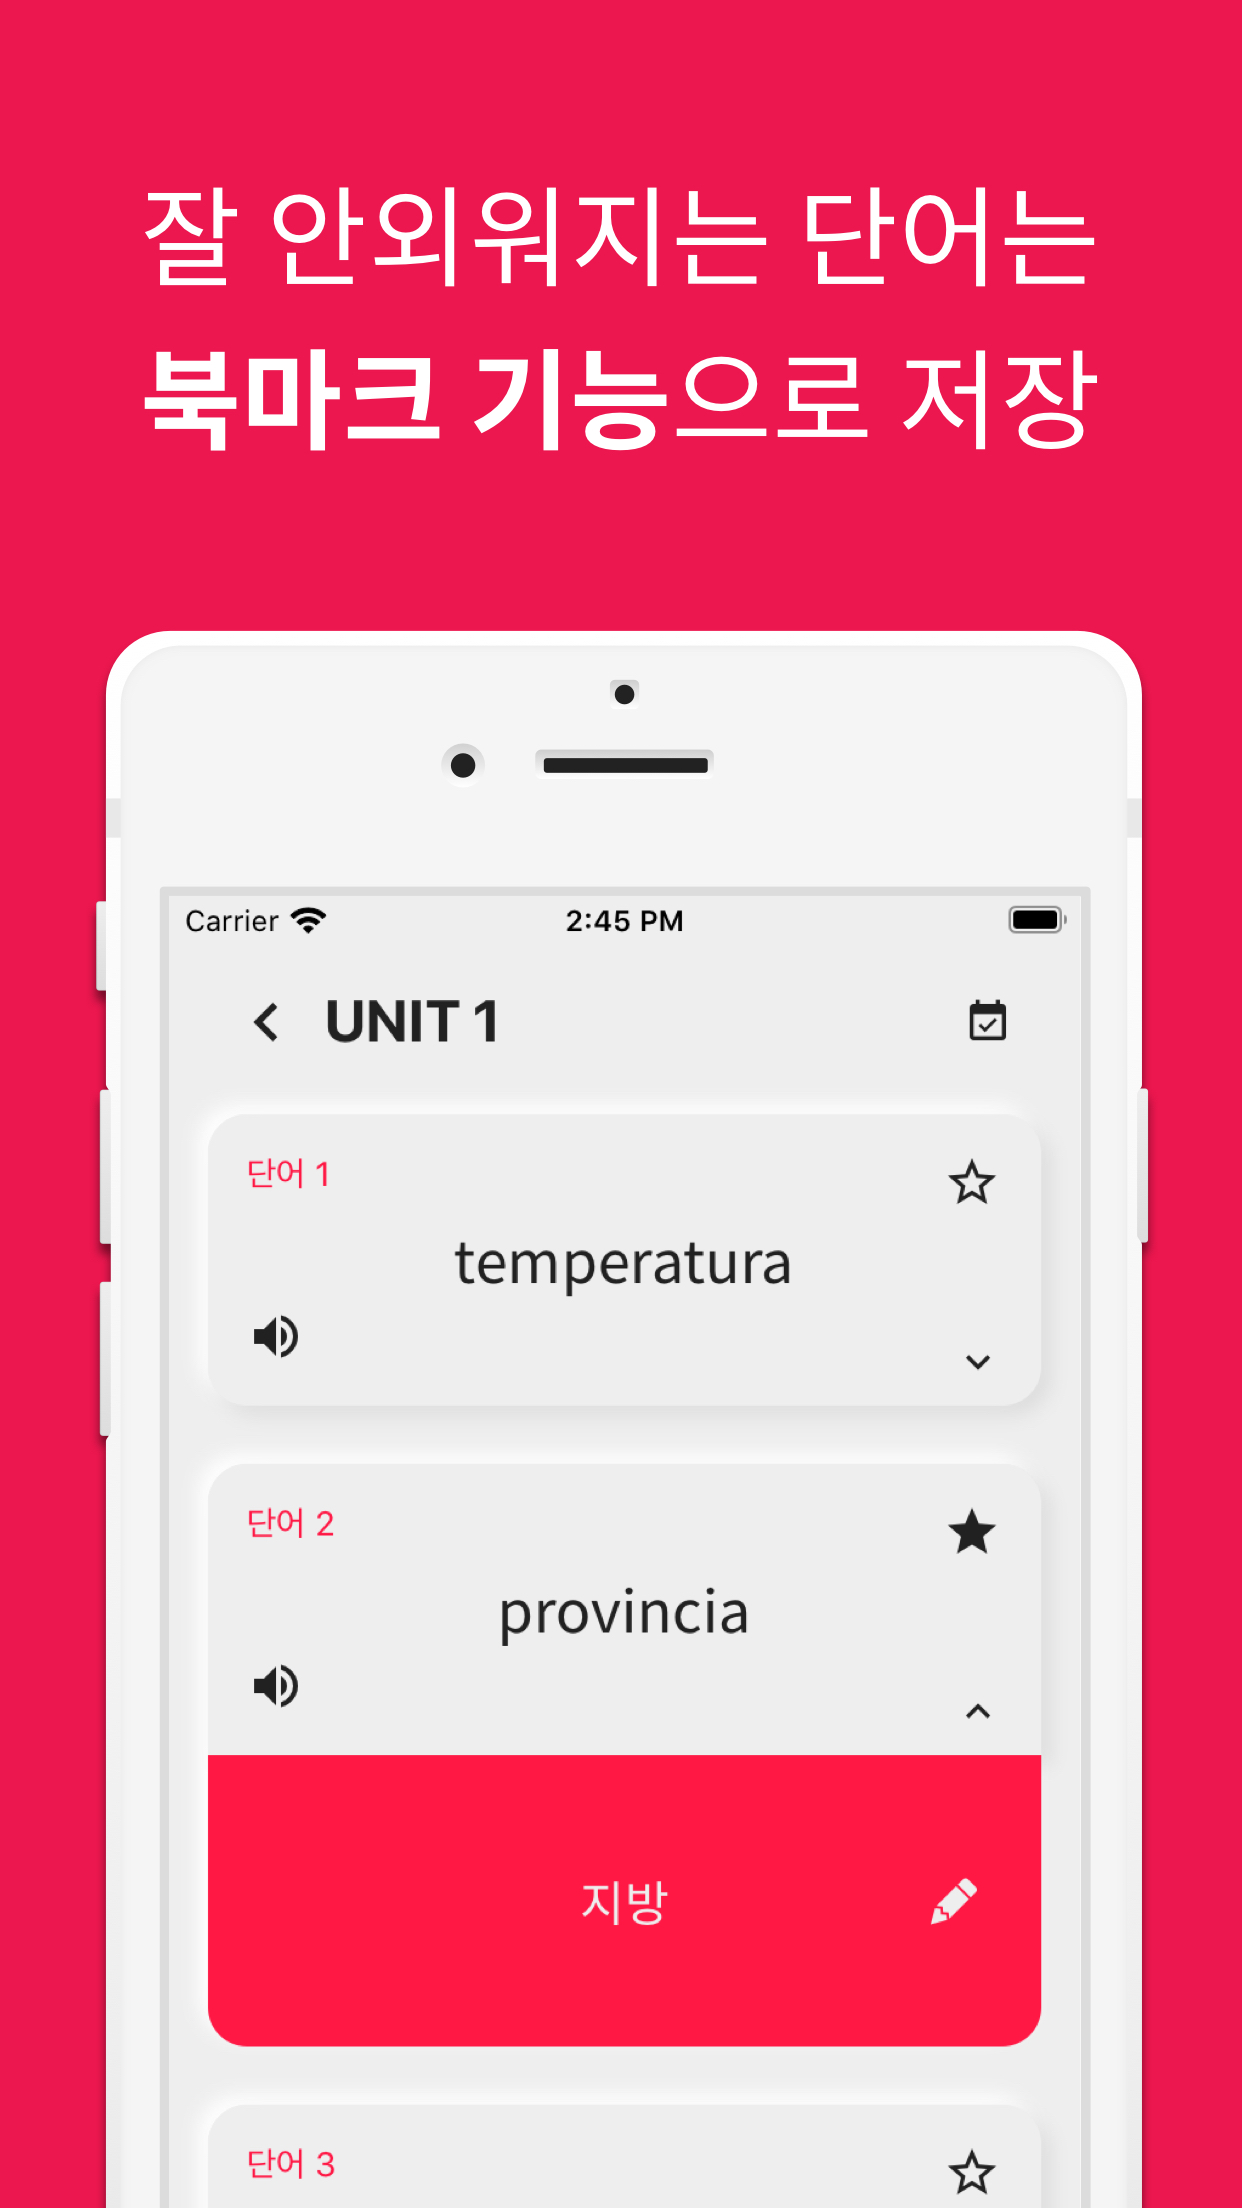 잘 안외워지는 단어는
북마크 기능으로 저장
Carrier 2:45 PM
UNIT 1
단어 1
temperatura
단어 2
provincia
지방
단어 3